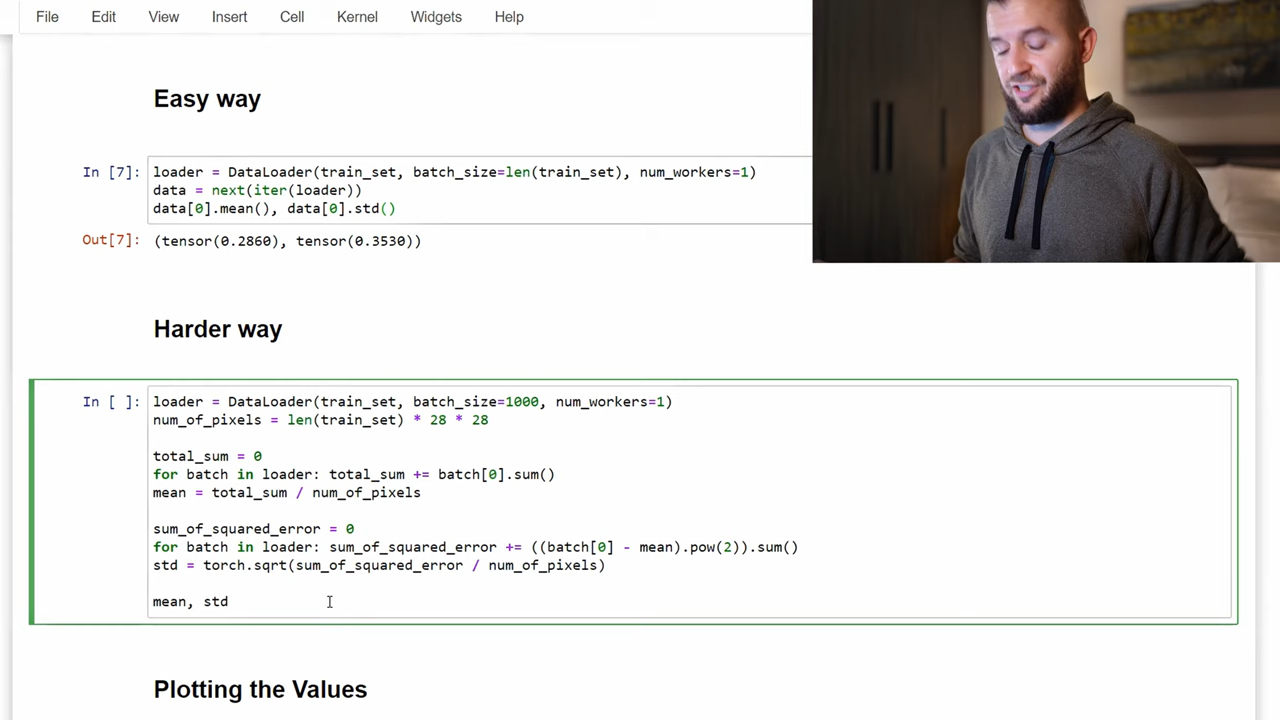 File Edit View Insert Cell Kernel Widgets Help
Easy way
In [7]: loader = DataLoader(train_set, batch_size=len(train_set), num_workers=1)
data = next(iter(loader))
data[0].mean(), data[0].std()
Out[7]: (tensor(0.2860), tensor(0.3530))
Harder way
In [ ]: loader = DataLoader(train_set, batch_size=1000, num_workers=1)
num_of_pixels = len(train_set) * 28 * 28
total_sum = 0
for batch in loader: total_sum += batch[0].sum()
mean = total_sum / num_of_pixels
sum_of_squared_error = 0
for batch in loader: sum_of_squared_error += ((batch[0] - mean).pow(2)).sum()
std = torch.sqrt(sum_of_squared_error / num_of_pixels)
mean, std
Plotting the Values